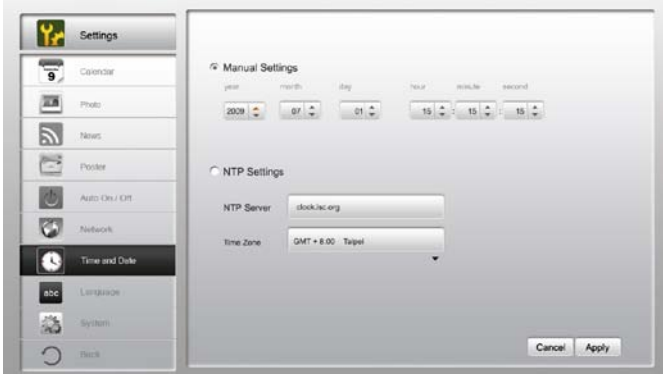 Settings
Calendar
Photo
News
Poster
Auto On / Off
Network
Time and Date
abc
Language
System
Back
9
Manual Settings
year month day hour minute second
2009 07 01 15 : 15 : 15
NTP Settings
NTP Server clock.isc.org
Time Zone GMT + 8.00 Taipei
Cancel Apply